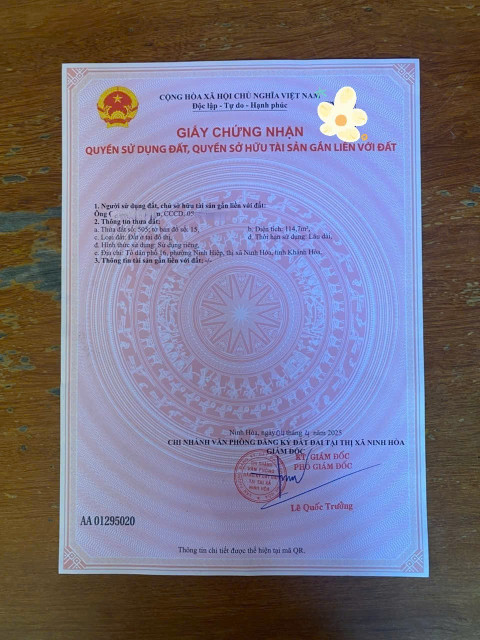 CỘNG HÒA XÃ HỘI CHỦ NGHĨA VIỆT NAM
Độc lập - Tự do - Hạnh phúc
GIẤY CHỨNG NHẬN
QUYỀN SỬ DỤNG ĐẤT, QUYỀN SỞ HỮU TÀI SẢN GẮN LIỀN VỚI ĐẤT
1. Người sử dụng đất, chủ sở hữu tài sản gắn liền với đất:
Ông CCCD:
2. Thông tin thửa đất:
a. Thửa đất số: 505; tờ bản đồ số: 15, b. Diện tích: 114,7m²,
c. Loại đất: Đất ở tại đô thị, d. Thời hạn sử dụng: Lâu dài,
đ. Hình thức sử dụng: Sử dụng riêng,
e. Địa chỉ: Tổ dân phố 16, phường Ninh Hiệp, thị xã Ninh Hòa, tỉnh Khánh Hòa.
3. Thông tin tài sản gắn liền với đất: -/-
Ninh Hòa, ngày 04 tháng 4 năm 2025
CHI NHÁNH VĂN PHÒNG ĐĂNG KÝ ĐẤT ĐAI TẠI THỊ XÃ NINH HÒA
GIÁM ĐỐC
KT. GIÁM ĐỐC
PHÓ GIÁM ĐỐC
Lê Quốc Trưởng
AA 01295020
Thông tin chi tiết được thể hiện tại mã QR.